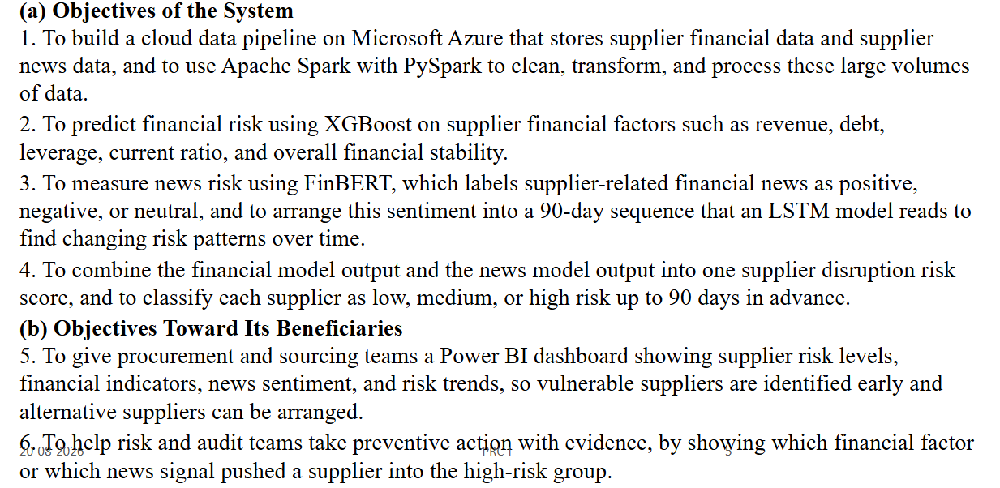 (a) Objectives of the System
1. To build a cloud data pipeline on Microsoft Azure that stores supplier financial data and supplier
news data, and to use Apache Spark with PySpark to clean, transform, and process these large volumes
of data.
2. To predict financial risk using XGBoost on supplier financial factors such as revenue, debt,
leverage, current ratio, and overall financial stability.
3. To measure news risk using FinBERT, which labels supplier-related financial news as positive,
negative, or neutral, and to arrange this sentiment into a 90-day sequence that an LSTM model reads to
find changing risk patterns over time.
4. To combine the financial model output and the news model output into one supplier disruption risk
score, and to classify each supplier as low, medium, or high risk up to 90 days in advance.
(b) Objectives Toward Its Beneficiaries
5. To give procurement and sourcing teams a Power BI dashboard showing supplier risk levels,
financial indicators, news sentiment, and risk trends, so vulnerable suppliers are identified early and
alternative suppliers can be arranged.
6. To help risk and audit teams take preventive action with evidence, by showing which financial factor
20-08-2026 PRC-I 5
or which news signal pushed a supplier into the high-risk group.